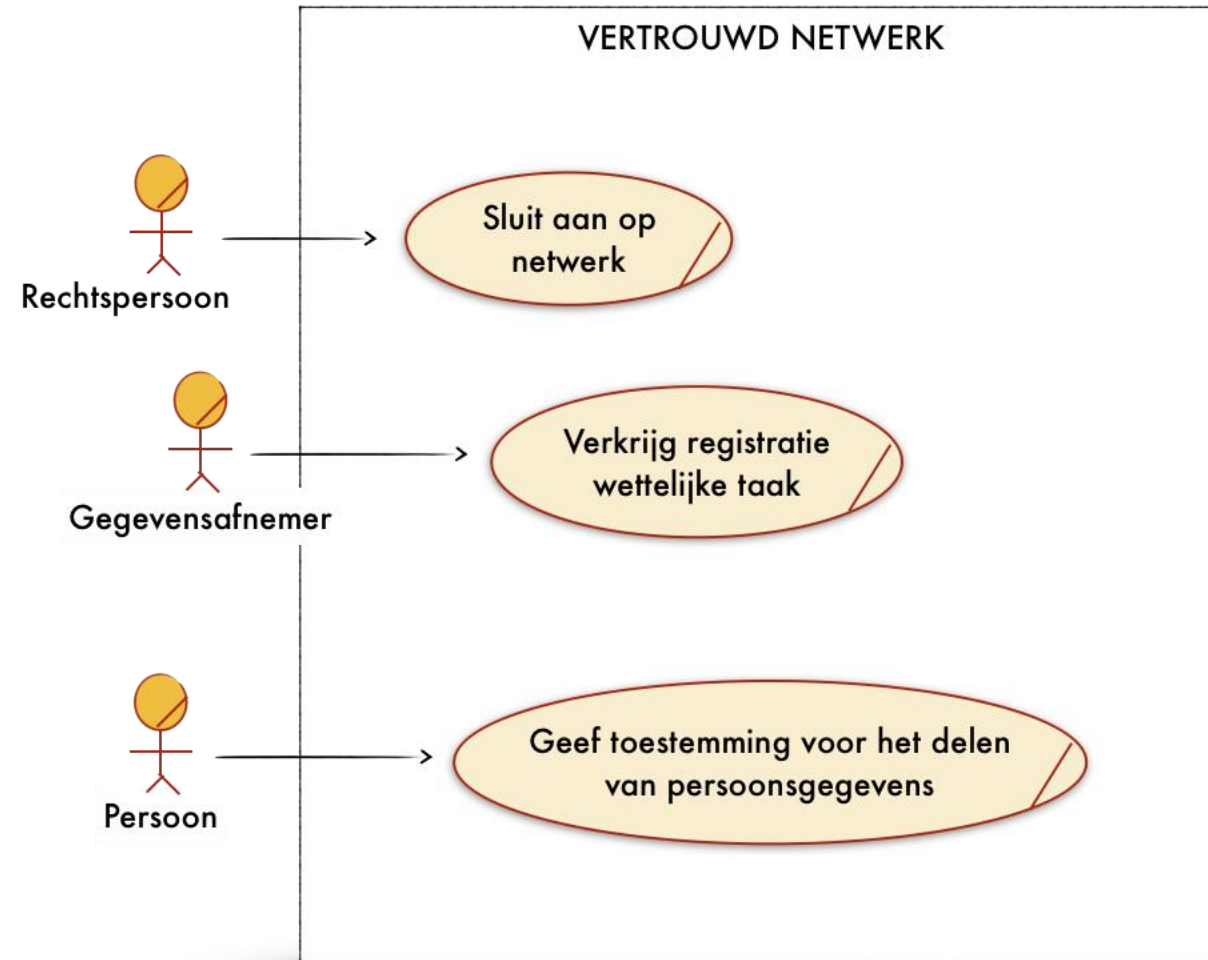 VERTROUWD NETWERK
Sluit aan op
netwerk
Rechtspersoon
Verkrijg registratie
wettelijke taak
Gegevensafnemer
Geef toestemming voor het delen
van persoonsgegevens
Persoon